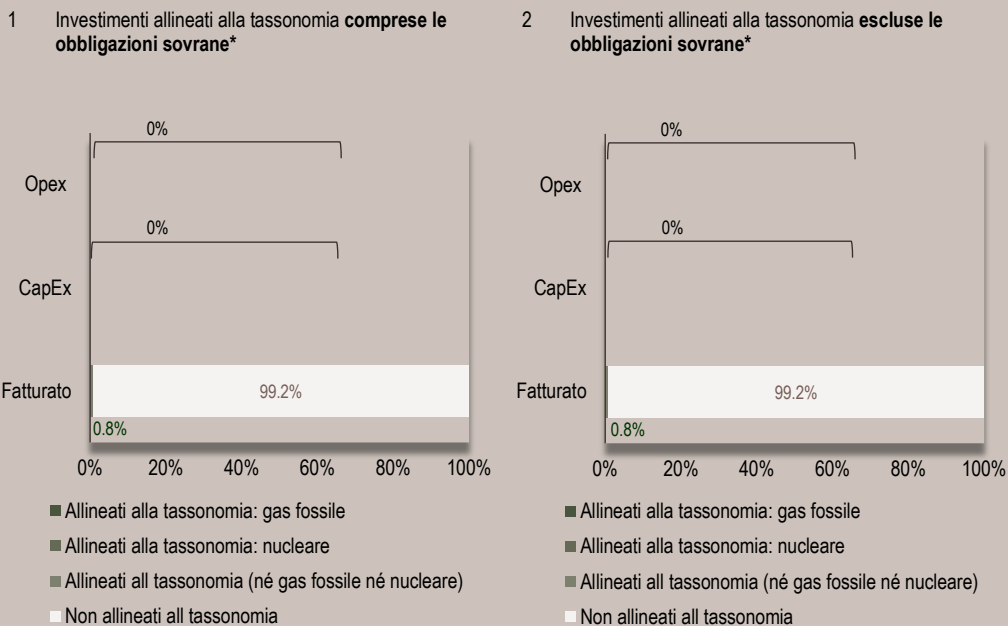 1 Investimenti allineati alla tassonomia comprese le
obbligazioni sovrane*
0%
Opex
0%
CapEx
Fatturato
99.2%
0.8%
0% 20% 40% 60% 80% 100%
Allineati alla tassonomia: gas fossile
Allineati alla tassonomia: nucleare
Allineati all tassonomia (né gas fossile né nucleare)
Non allineati all tassonomia
2 Investimenti allineati alla tassonomia escluse le
obbligazioni sovrane*
0%
Opex
0%
CapEx
Fatturato
99.2%
0.8%
0% 20% 40% 60% 80% 100%
Allineati alla tassonomia: gas fossile
Allineati alla tassonomia: nucleare
Allineati all tassonomia (né gas fossile né nucleare)
Non allineati all tassonomia